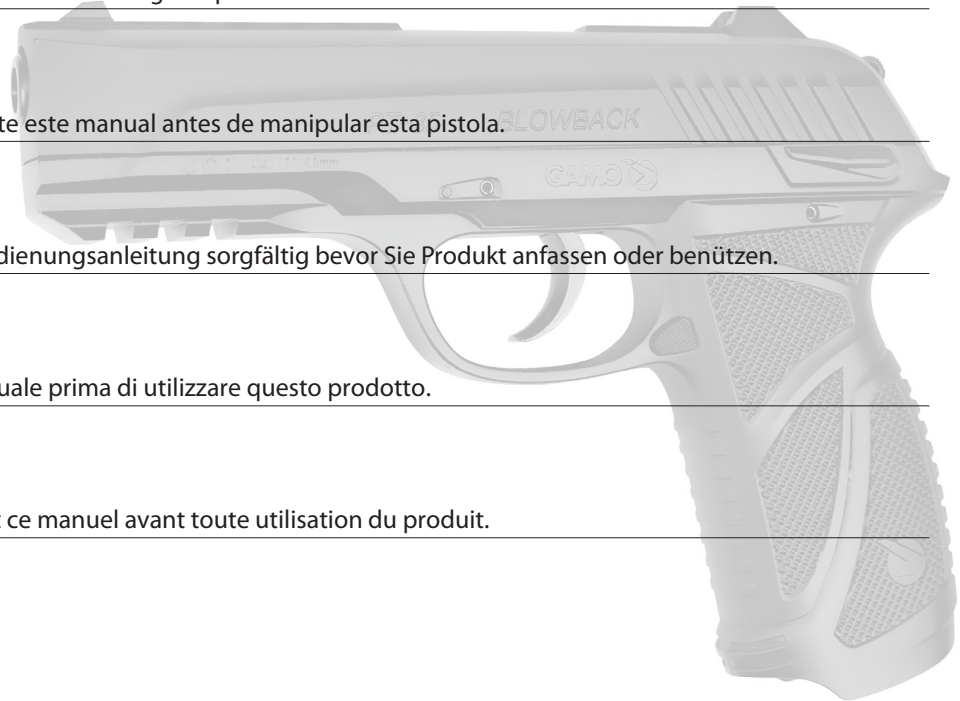 te este manual antes de manipular esta pistola.
BLOWBACK
GAMO
dienungsanleitung sorgfältig bevor Sie Produkt anfassen oder benützen.
uale prima di utilizzare questo prodotto.
ce manuel avant toute utilisation du produit.